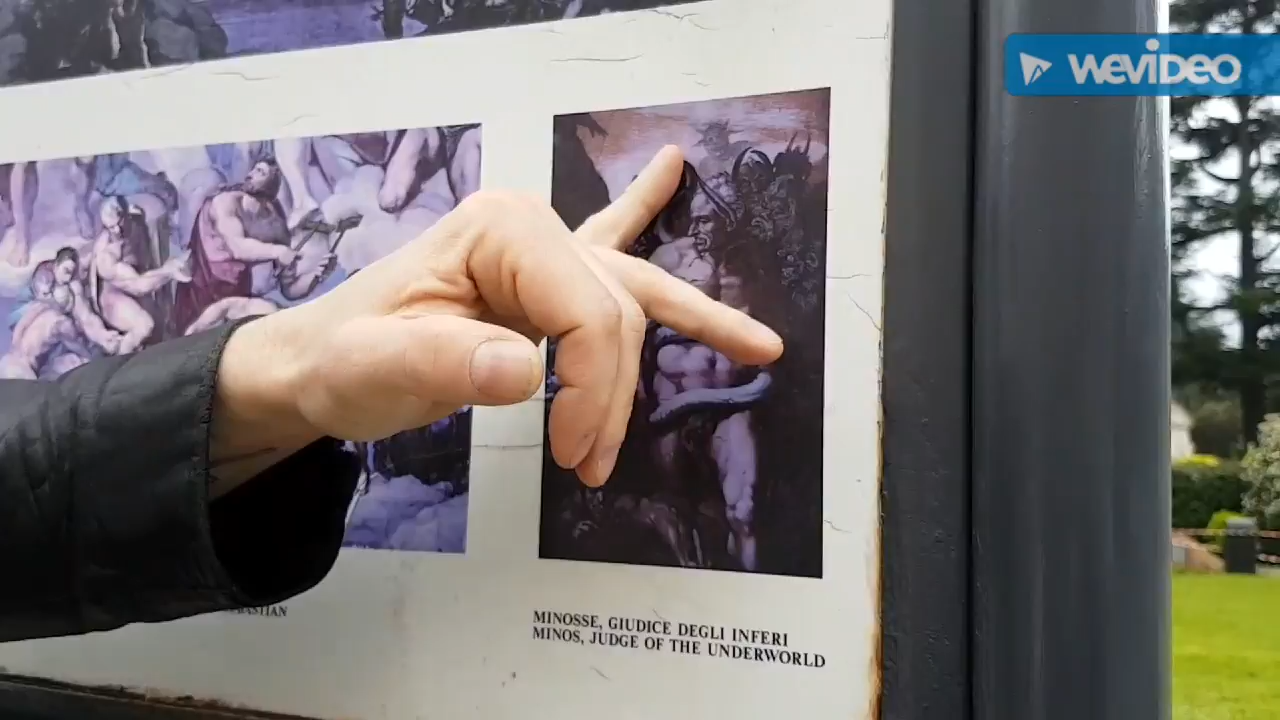 WEVIDEO
MINOSSE, GIUDICE DEGLI INFERI
MINOS, JUDGE OF THE UNDERWORLD